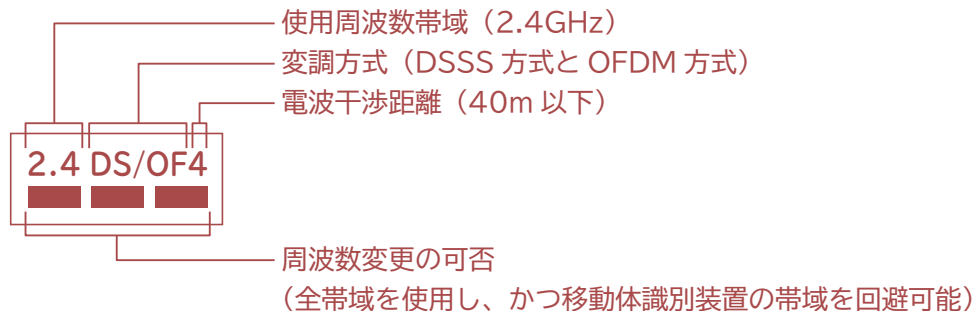 使用周波数帯域（2.4GHz）
変調方式（DSSS 方式と OFDM 方式）
電波干渉距離（40m 以下）
2.4 DS/OF4
周波数変更の可否
（全帯域を使用し、かつ移動体識別装置の帯域を回避可能）